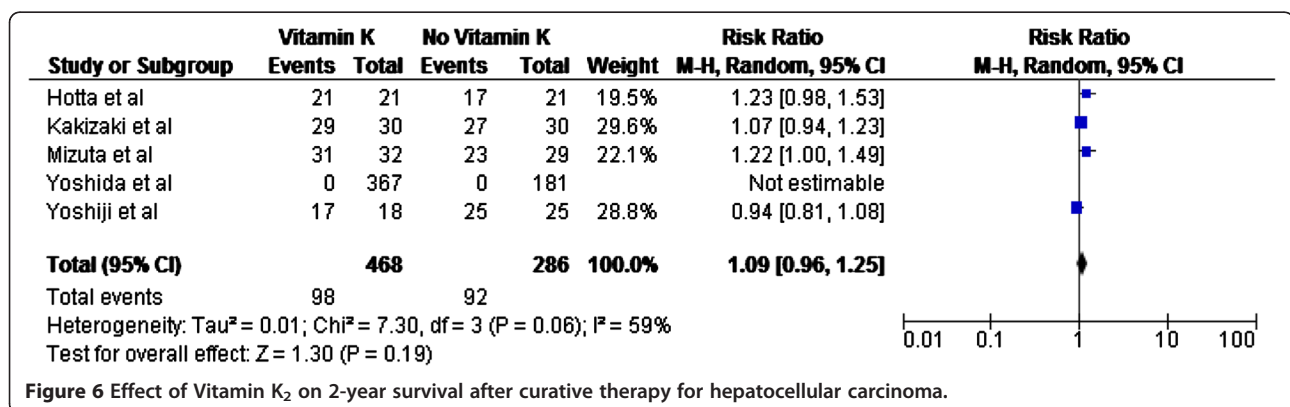 Vitamin K No Vitamin K Risk Ratio Risk Ratio
Study or Subgroup Events Total Events Total Weight M-H, Random, 95% CI M-H, Random, 95% CI
Hotta et al 21 21 17 21 19.5% 1.23 [0.98, 1.53]
Kakizaki et al 29 30 27 30 29.6% 1.07 [0.94, 1.23]
Mizuta et al 31 32 23 29 22.1% 1.22 [1.00, 1.49]
Yoshida et al 0 367 0 181 Not estimable
Yoshiji et al 17 18 25 25 28.8% 0.94 [0.81, 1.08]
Total (95% CI) 468 286 100.0% 1.09 [0.96, 1.25]
Total events 98 92
Heterogeneity: Tau² = 0.01; Chi² = 7.30, df = 3 (P = 0.06); I² = 59%
Test for overall effect: Z = 1.30 (P = 0.19)
0.01 0.1 1 10 100
Figure 6 Effect of Vitamin K₂ on 2-year survival after curative therapy for hepatocellular carcinoma.